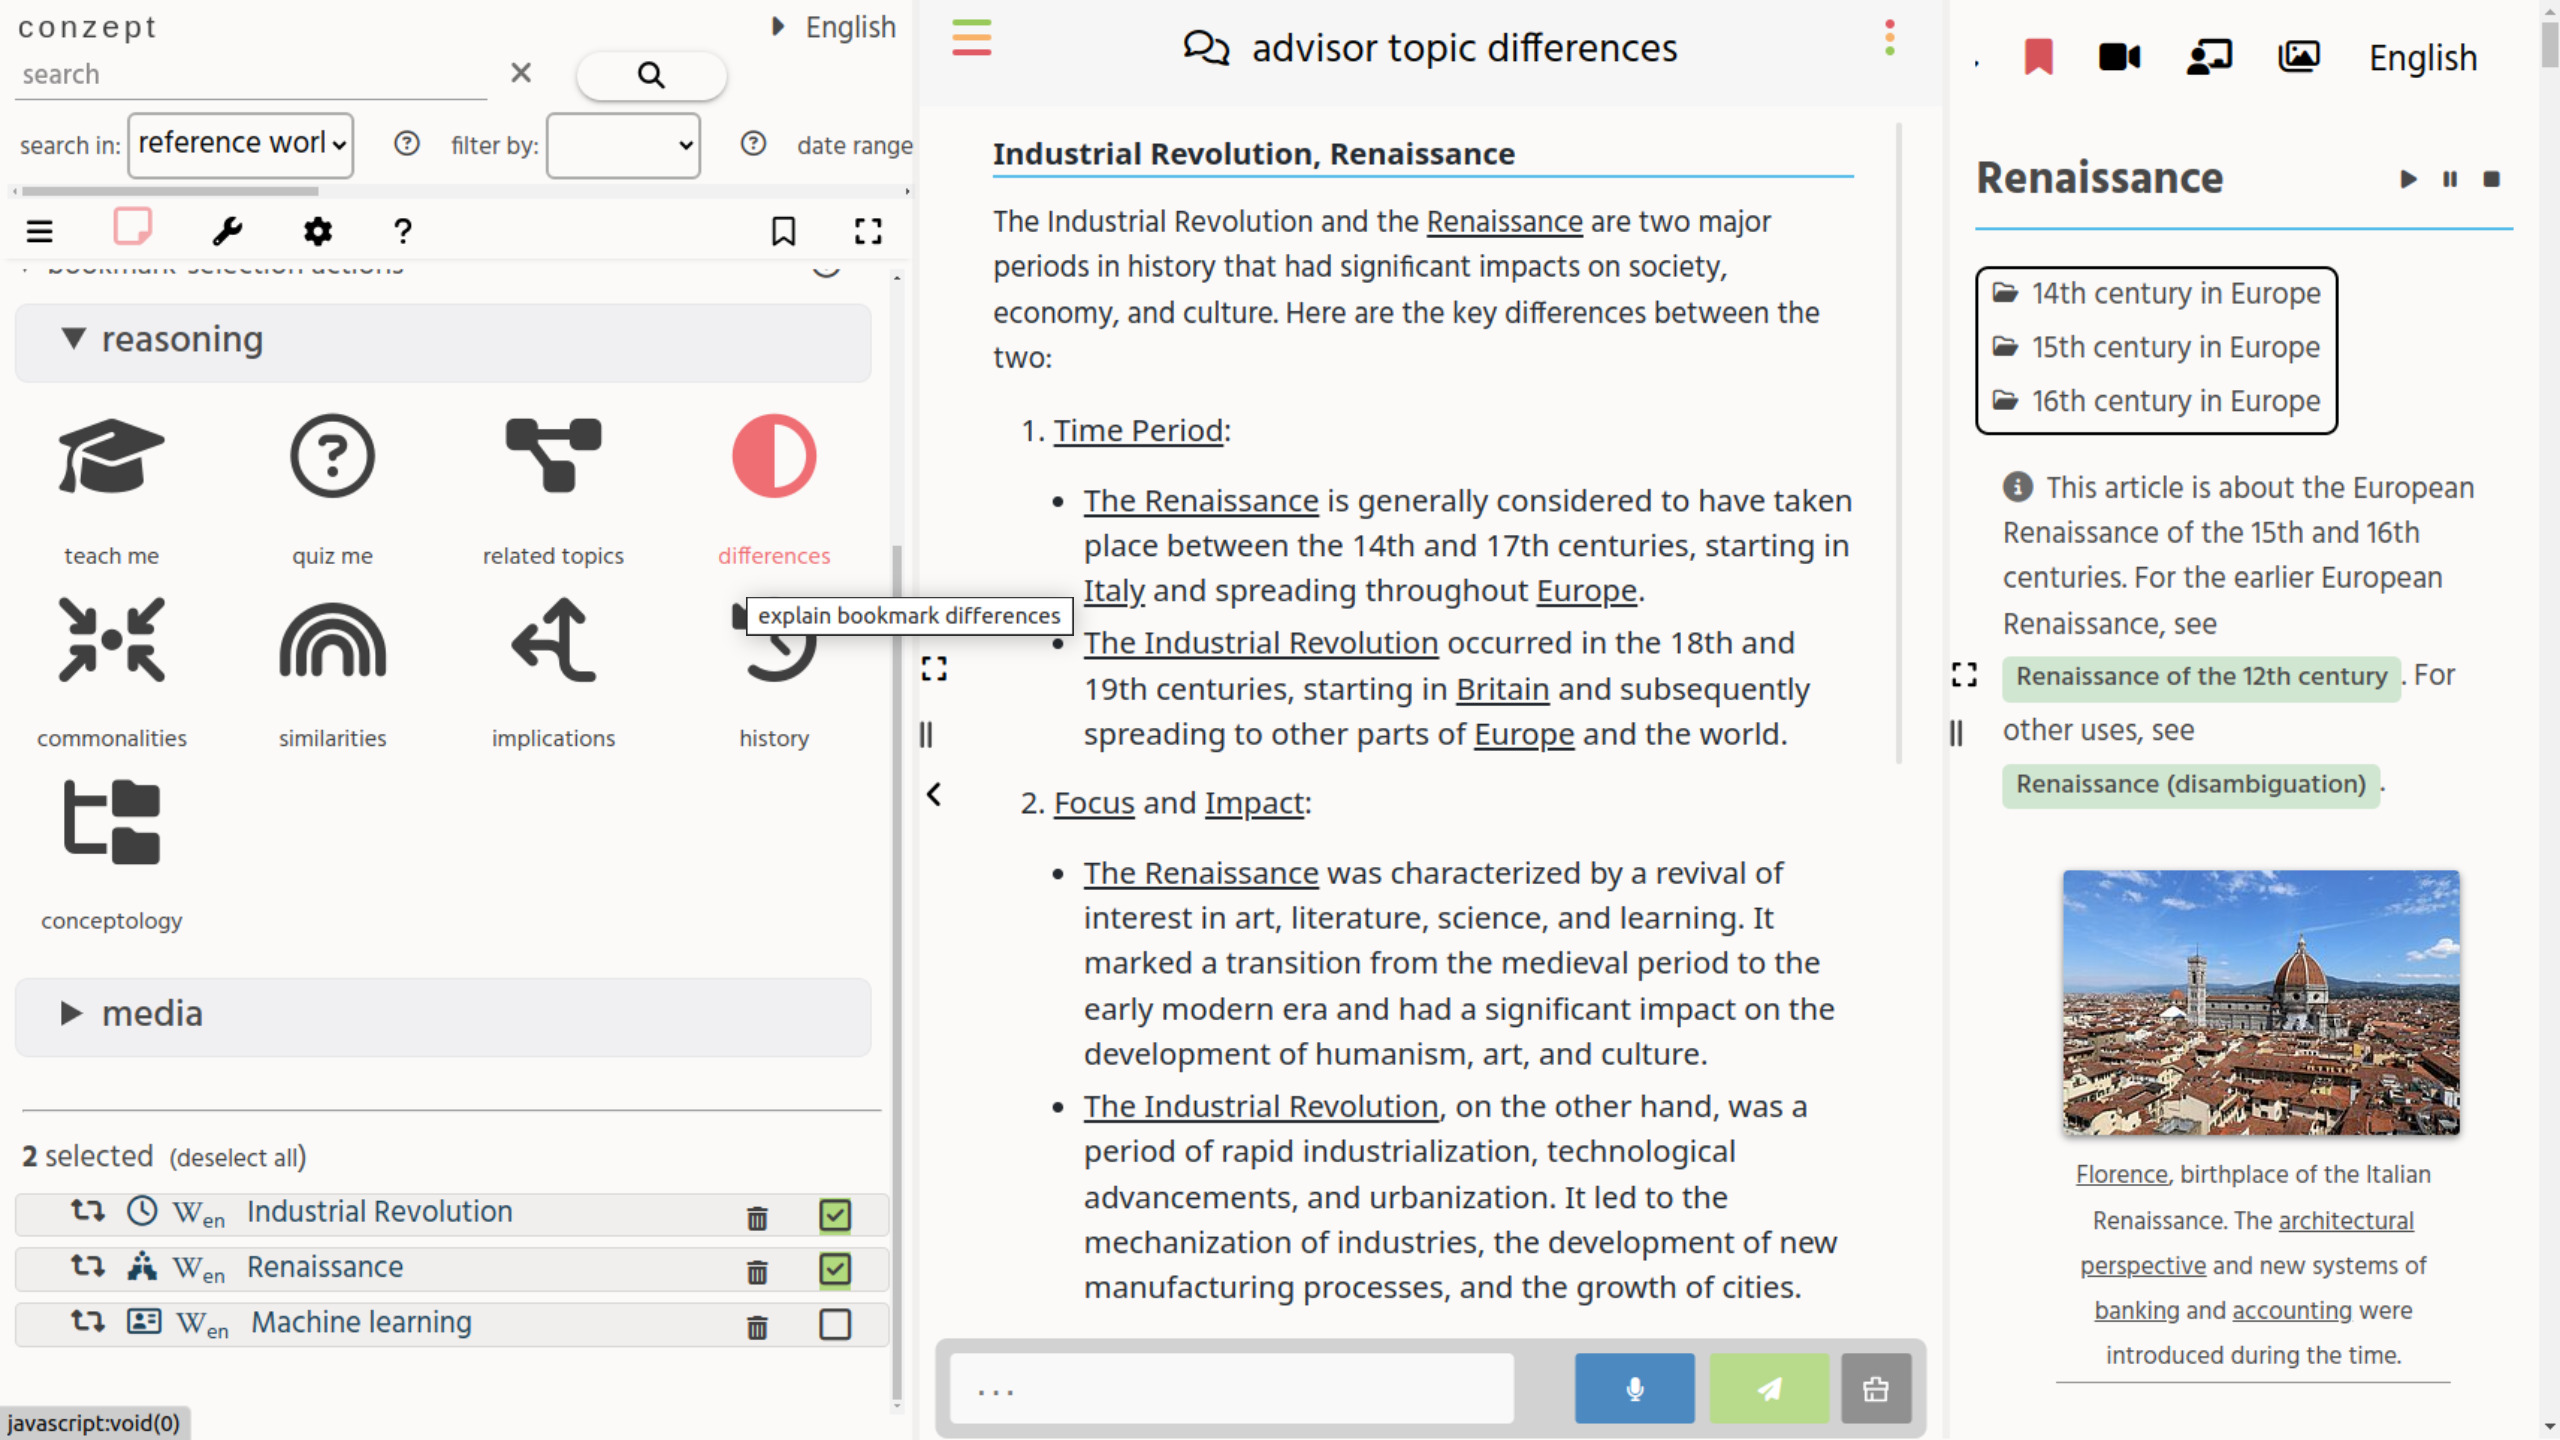 conzept
English
search
search in:
reference worl
filter by:
date range
bookmark-selection actions
reasoning
teach me
quiz me
related topics
differences
explain bookmark differences
commonalities
similarities
implications
history
conceptology
media
2 selected (deselect all)
Wen Industrial Revolution
Wen Renaissance
Wen Machine learning
javascript:void(0)
advisor topic differences
Industrial Revolution, Renaissance
The Industrial Revolution and the Renaissance are two major
periods in history that had significant impacts on society,
economy, and culture. Here are the key differences between the
two:
1. Time Period:
• The Renaissance is generally considered to have taken
place between the 14th and 17th centuries, starting in
Italy and spreading throughout Europe.
• The Industrial Revolution occurred in the 18th and
19th centuries, starting in Britain and subsequently
spreading to other parts of Europe and the world.
2. Focus and Impact:
• The Renaissance was characterized by a revival of
interest in art, literature, science, and learning. It
marked a transition from the medieval period to the
early modern era and had a significant impact on the
development of humanism, art, and culture.
• The Industrial Revolution, on the other hand, was a
period of rapid industrialization, technological
advancements, and urbanization. It led to the
mechanization of industries, the development of new
manufacturing processes, and the growth of cities.
...
English
Renaissance
14th century in Europe
15th century in Europe
16th century in Europe
This article is about the European
Renaissance of the 15th and 16th
centuries. For the earlier European
Renaissance, see
Renaissance of the 12th century . For
other uses, see
Renaissance (disambiguation) .
Florence, birthplace of the Italian
Renaissance. The architectural
perspective and new systems of
banking and accounting were
introduced during the time.